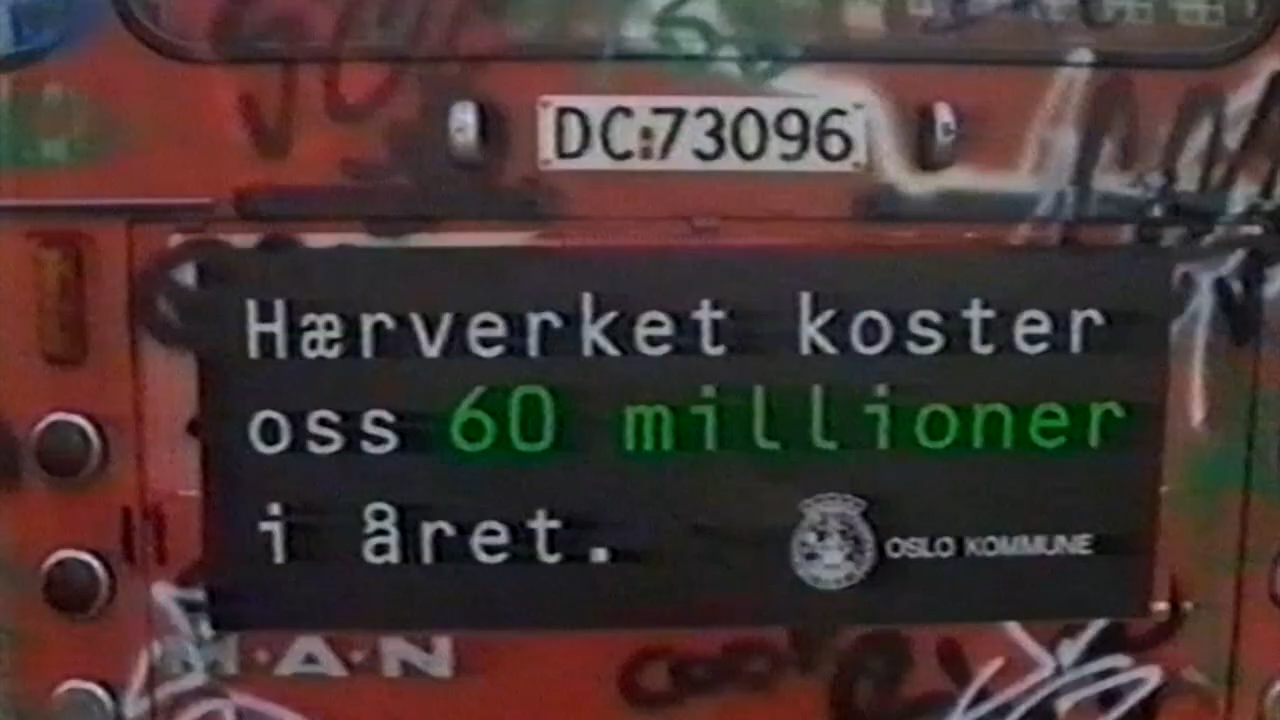 DC 73096
Hærverket koster
oss 60 millioner
i året.
OSLO KOMMUNE
M·A·N